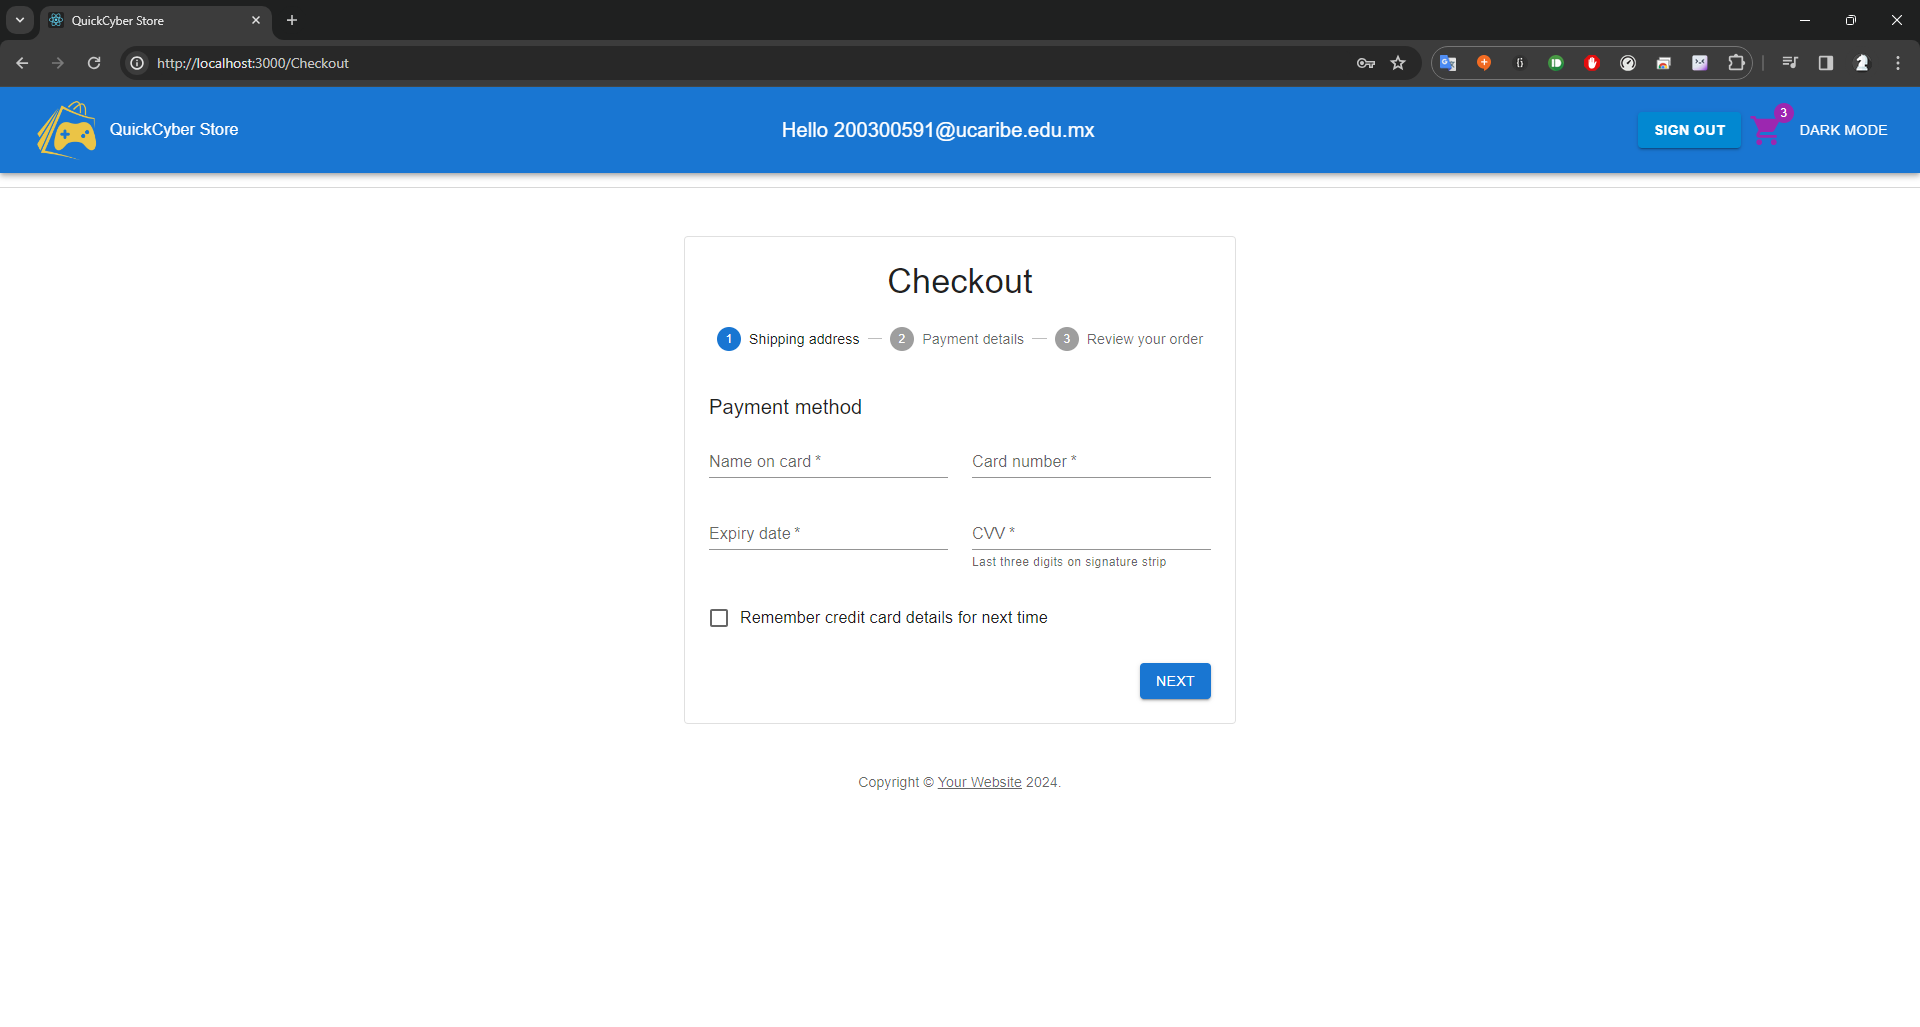 QuickCyber Store
http://localhost:3000/Checkout
QuickCyber Store
Hello 200300591@ucaribe.edu.mx
SIGN OUT
3
DARK MODE
Checkout
1 Shipping address
2 Payment details
3 Review your order
Payment method
Name on card *
Card number *
Expiry date *
CVV *
Last three digits on signature strip
Remember credit card details for next time
NEXT
Copyright © Your Website 2024.